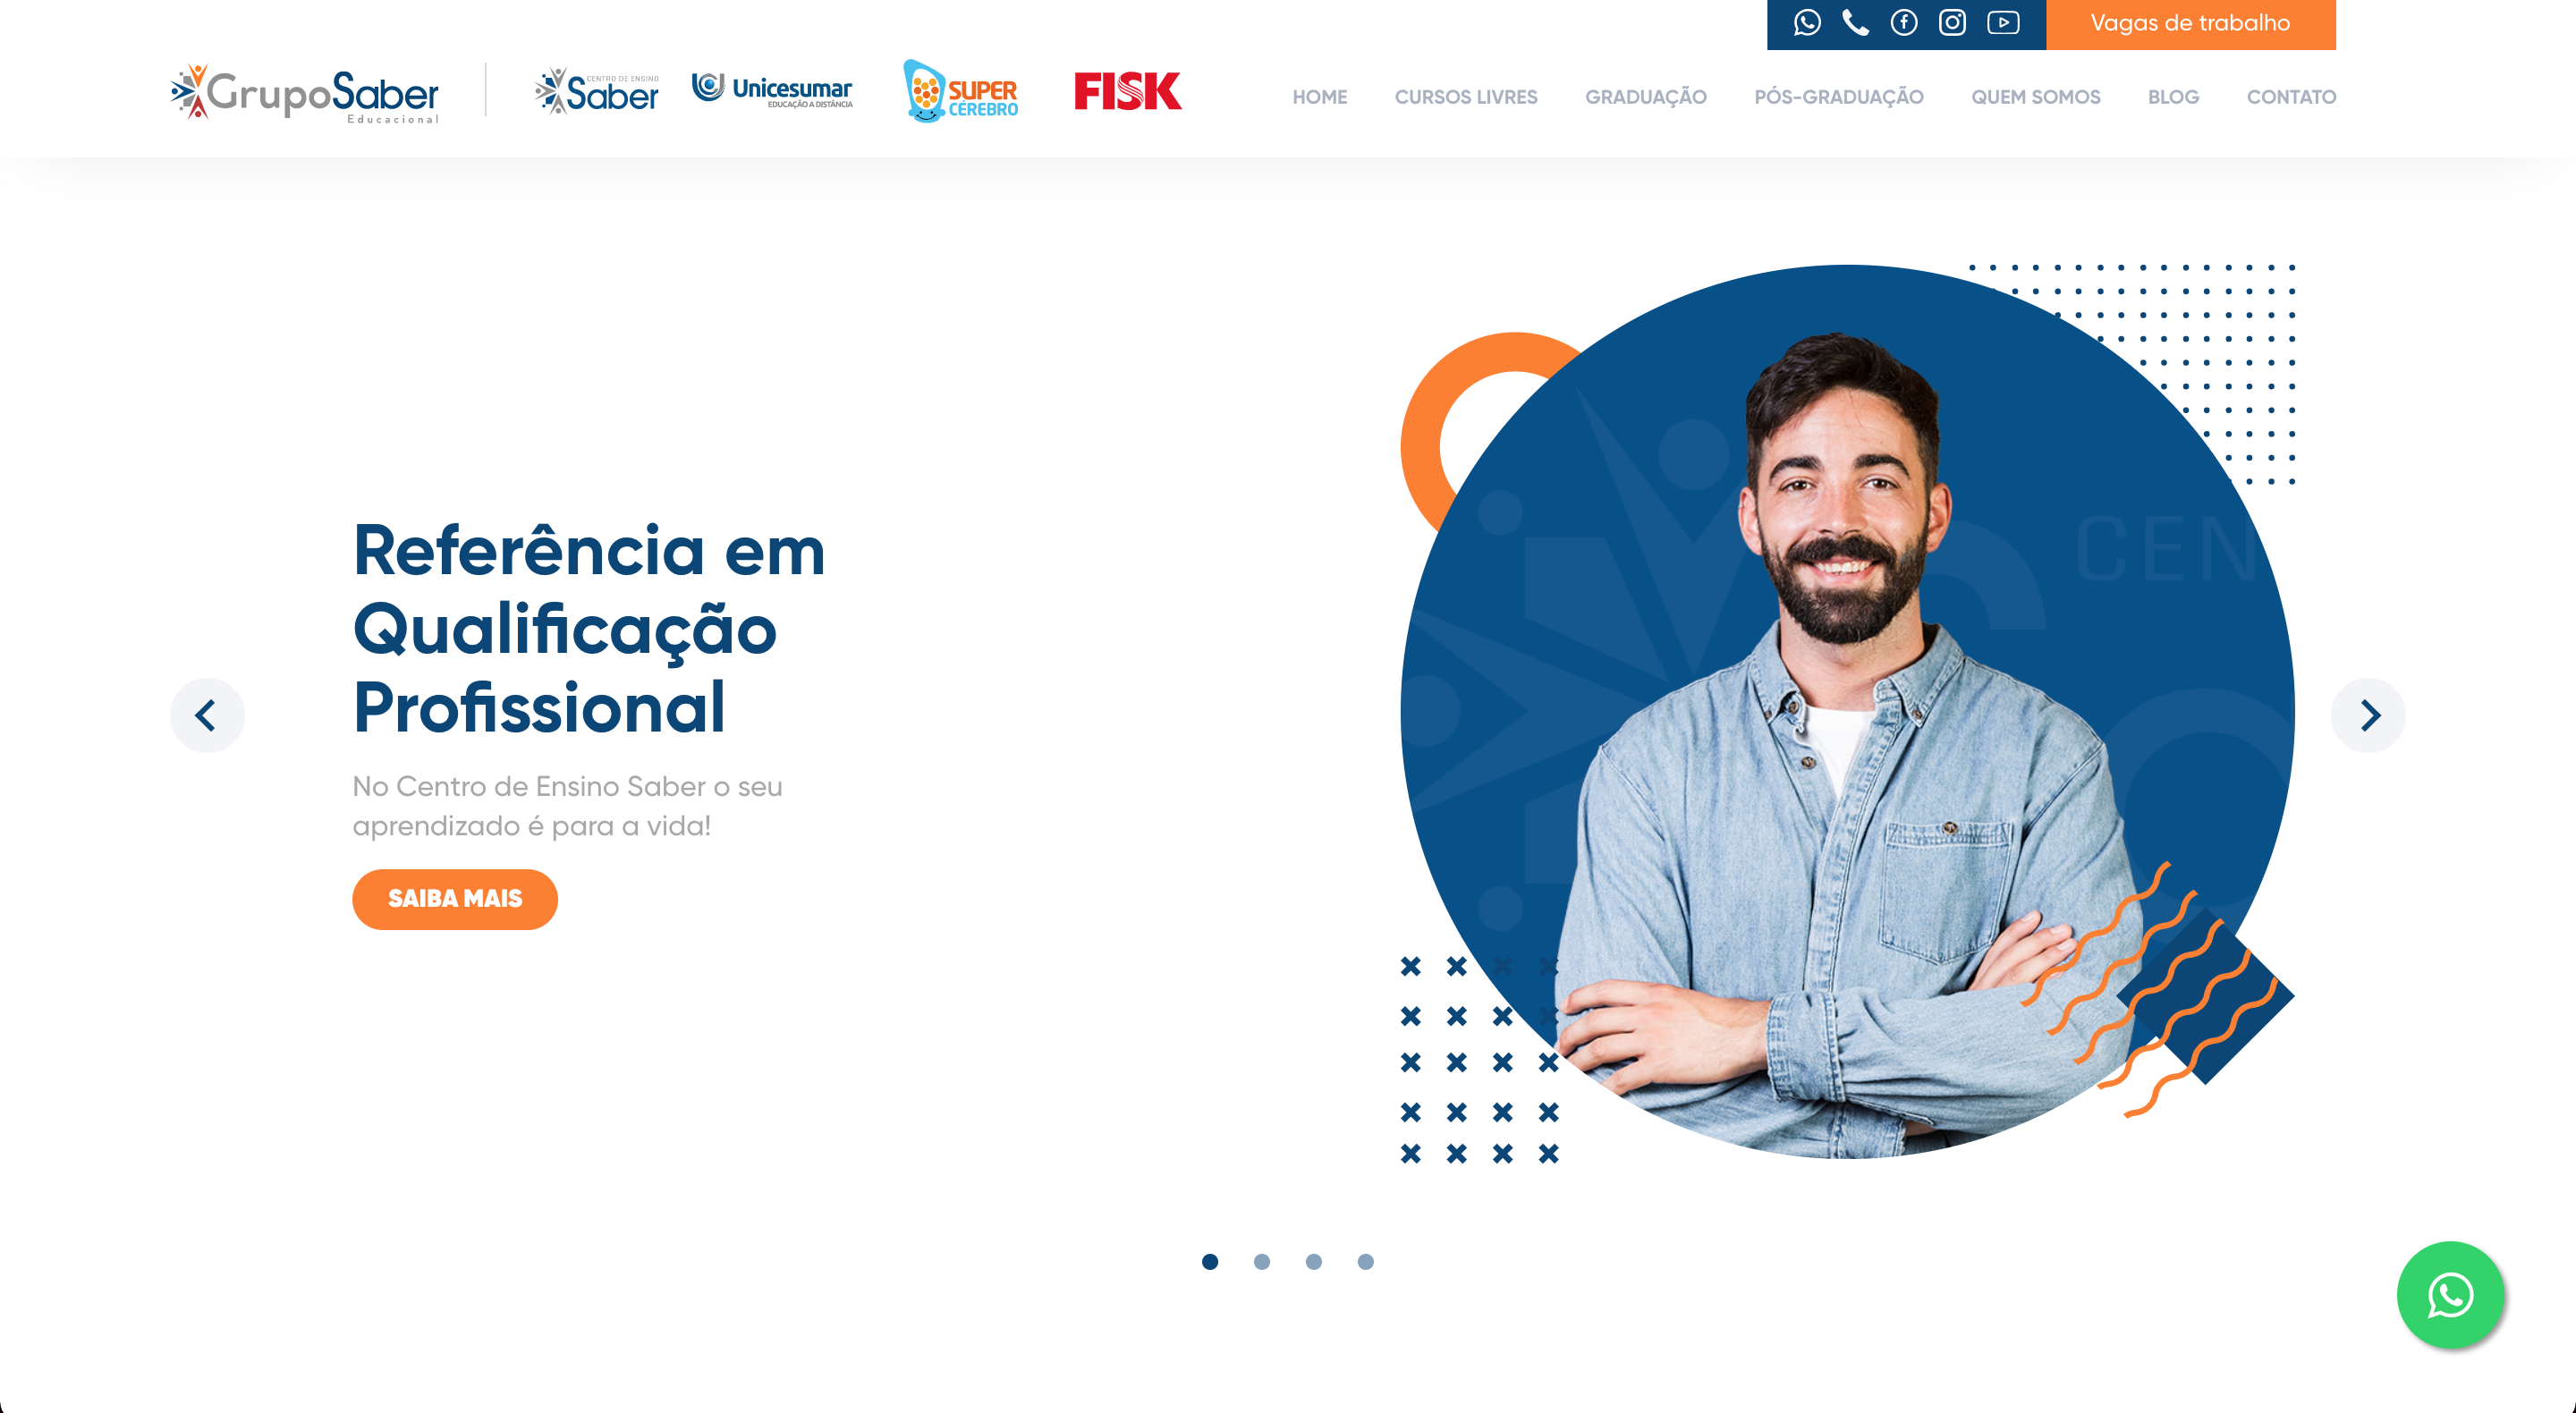 Vagas de trabalho
GrupoSaber
Educacional
CENTRO DE ENSINO
Saber
Unicesumar
EDUCAÇÃO A DISTÂNCIA
SUPER
CÉREBRO
FISK
HOME CURSOS LIVRES GRADUAÇÃO PÓS-GRADUAÇÃO QUEM SOMOS BLOG CONTATO
CEN
Referência em
Qualificação
Profissional
No Centro de Ensino Saber o seu
aprendizado é para a vida!
SAIBA MAIS